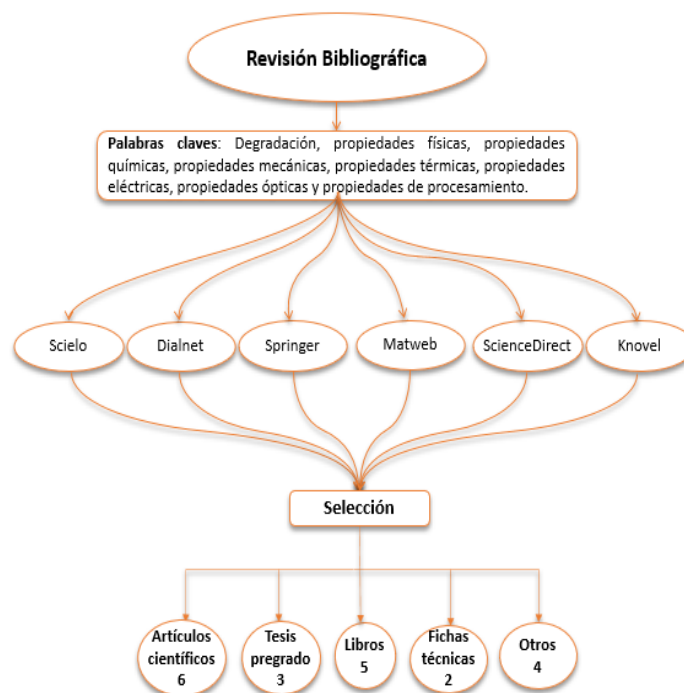 Revisión Bibliográfica
Palabras claves: Degradación, propiedades físicas, propiedades
químicas, propiedades mecánicas, propiedades térmicas, propiedades
eléctricas, propiedades ópticas y propiedades de procesamiento.
Scielo
Dialnet
Springer
Matweb
ScienceDirect
Knovel
Selección
Artículos
científicos
6
Tesis
pregrado
3
Libros
5
Fichas
técnicas
2
Otros
4